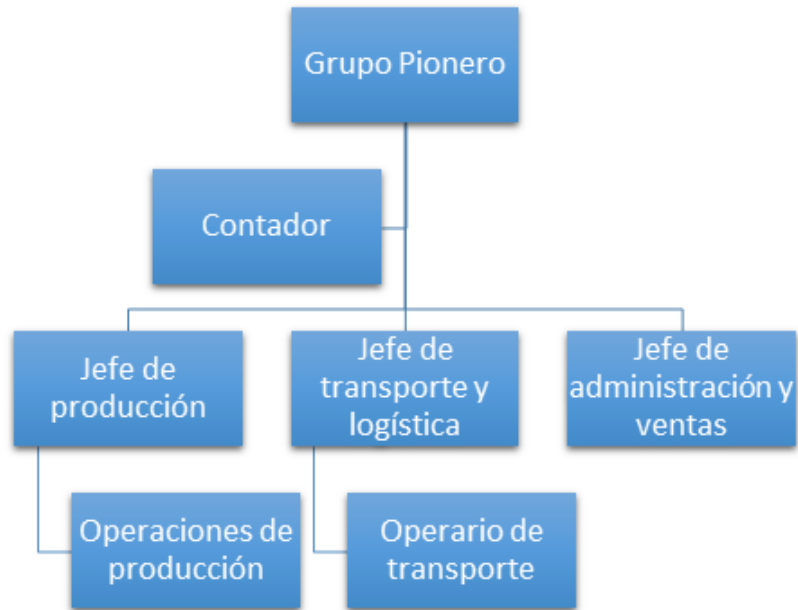 Grupo Pionero
Contador
Jefe de
producción
Jefe de
transporte y
logística
Jefe de
administración y
ventas
Operaciones de
producción
Operario de
transporte